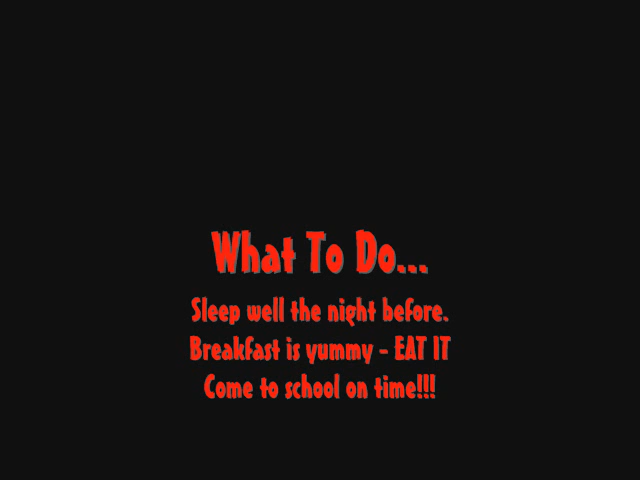 What To Do...
Sleep well the night before.
Breakfast is yummy - EAT IT
Come to school on time!!!